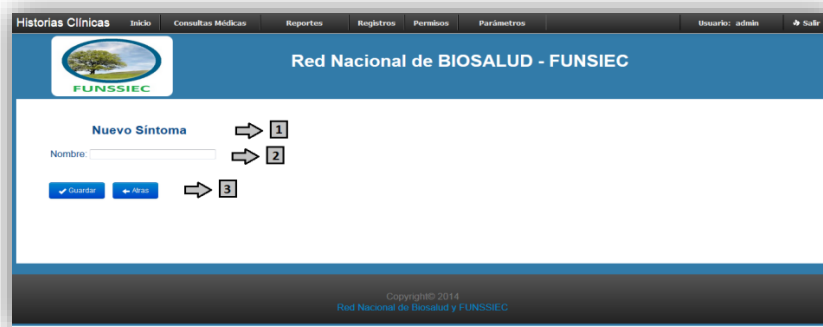 Historias Clínicas Inicio Consultas Médicas Reportes Registros Permisos Parámetros Usuario: admin Salir
FUNSSIEC
Red Nacional de BIOSALUD - FUNSIEC
Nuevo Síntoma 1
Nombre: 2
Guardar Atras 3
Copyright© 2014
Red Nacional de Biosalud y FUNSSIEC